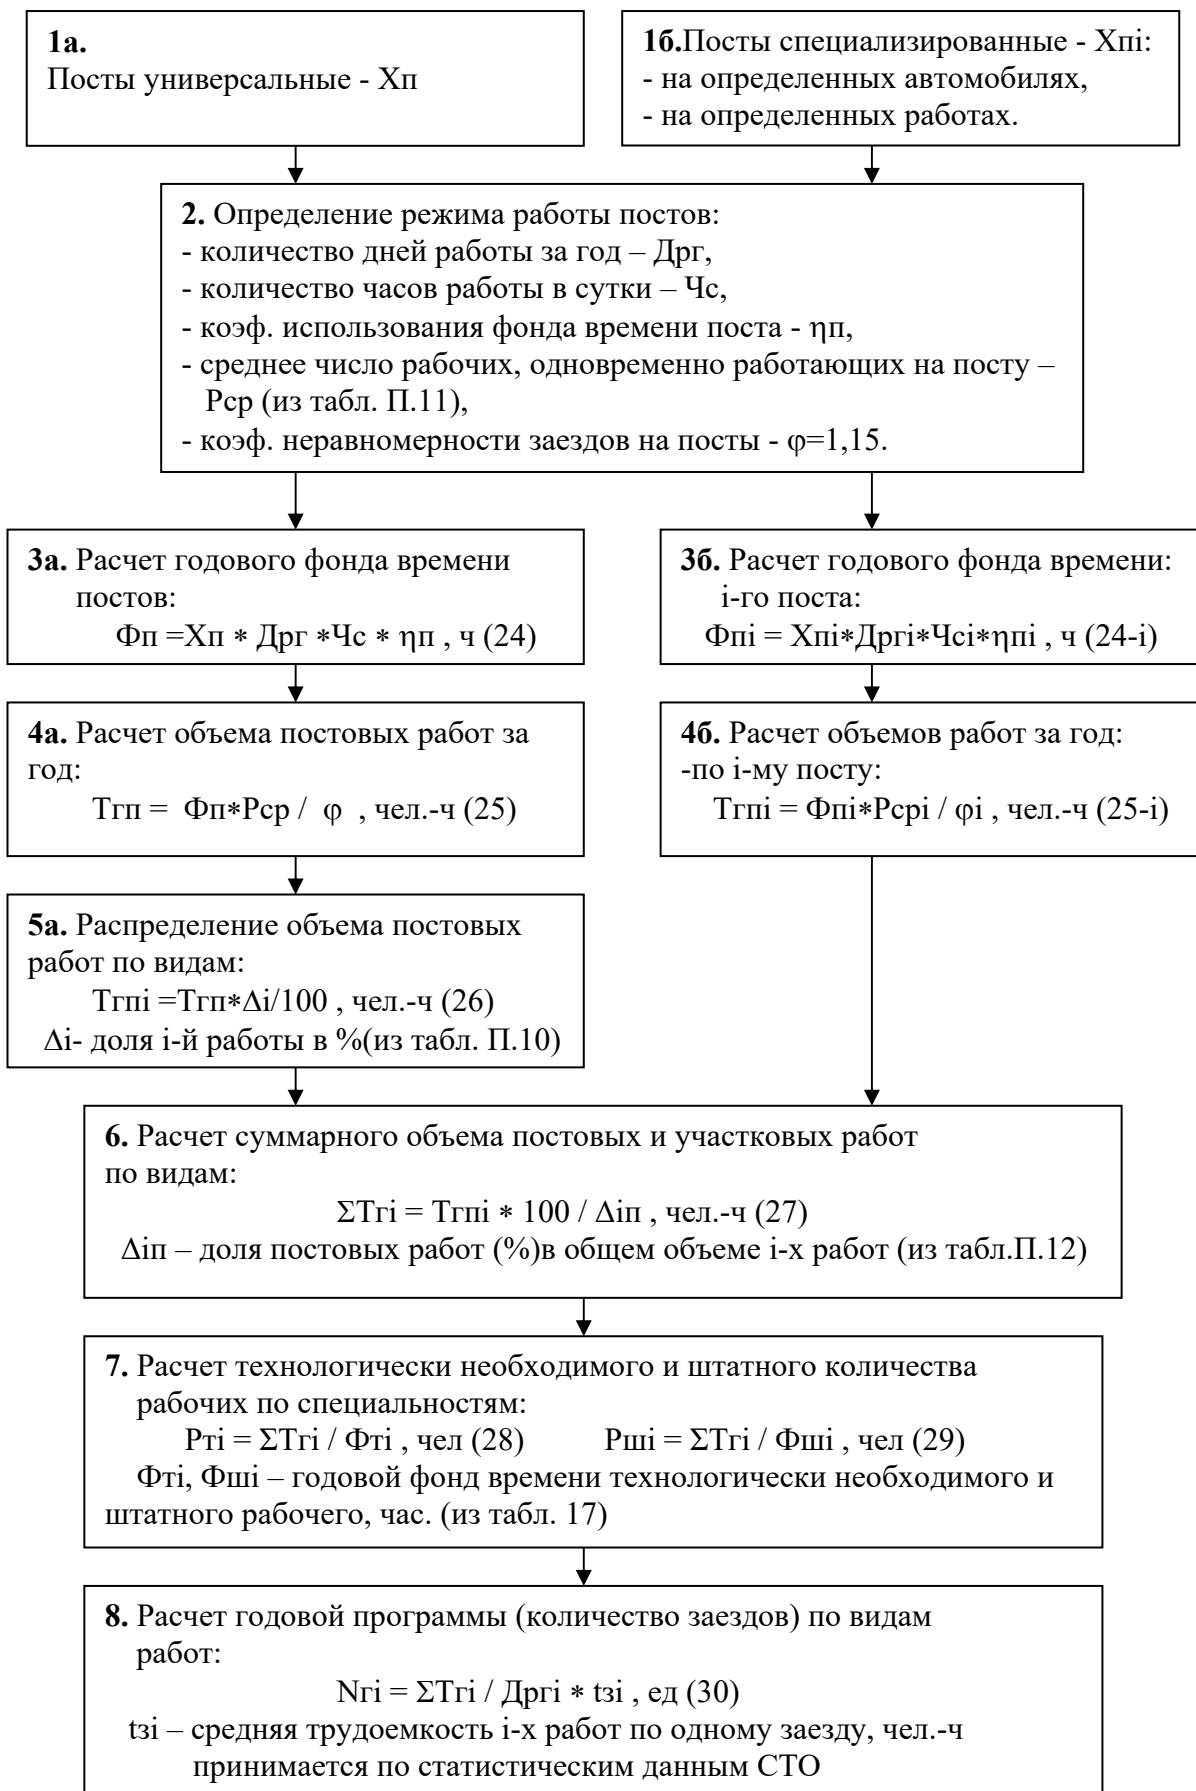 1а.
Посты универсальные - Хп
1б.Посты специализированные - Хпi:
- на определенных автомобилях,
- на определенных работах.
2. Определение режима работы постов:
- количество дней работы за год – Дрг,
- количество часов работы в сутки – Чс,
- коэф. использования фонда времени поста - ηп,
- среднее число рабочих, одновременно работающих на посту –
Рср (из табл. П.11),
- коэф. неравномерности заездов на посты - φ=1,15.
3а. Расчет годового фонда времени
постов:
Фп =Хп * Дрг *Чс * ηп , ч (24)
3б. Расчет годового фонда времени:
i-го поста:
Фпi = Хпi*Дргi*Чсi*ηпi , ч (24-i)
4а. Расчет объема постовых работ за
год:
Тгп = Фп*Рср / φ , чел.-ч (25)
4б. Расчет объемов работ за год:
-по i-му посту:
Тгпi = Фпi*Рсрi / φi , чел.-ч (25-i)
5а. Распределение объема постовых
работ по видам:
Тгпi =Тгп*Δi/100 , чел.-ч (26)
Δi- доля i-й работы в %(из табл. П.10)
6. Расчет суммарного объема постовых и участковых работ
по видам:
ΣТгi = Тгпi * 100 / Δiп , чел.-ч (27)
Δiп – доля постовых работ (%)в общем объеме i-х работ (из табл.П.12)
7. Расчет технологически необходимого и штатного количества
рабочих по специальностям:
Ртi = ΣТгi / Фтi , чел (28) Ршi = ΣТгi / Фшi , чел (29)
Фтi, Фшi – годовой фонд времени технологически необходимого и
штатного рабочего, час. (из табл. 17)
8. Расчет годовой программы (количество заездов) по видам
работ:
Nгi = ΣТгi / Дргi * tзi , ед (30)
tзi – средняя трудоемкость i-х работ по одному заезду, чел.-ч
принимается по статистическим данным СТО